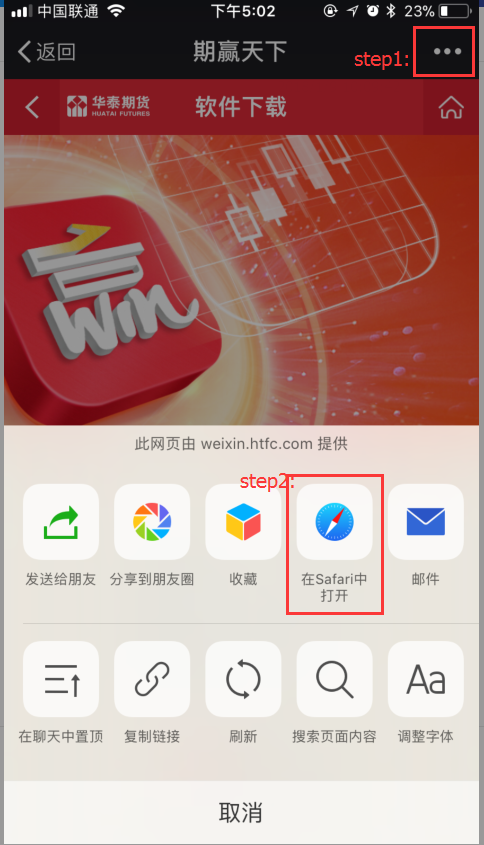 中国联通
下午5:02
23%
返回
期赢天下
step1:
华泰期货
HUATAI FUTURES
软件下载
Win
此网页由 weixin.htfc.com 提供
step2:
发送给朋友
分享到朋友圈
收藏
在Safari中
打开
邮件
在聊天中置顶
复制链接
刷新
搜索页面内容
Aa
调整字体
取消